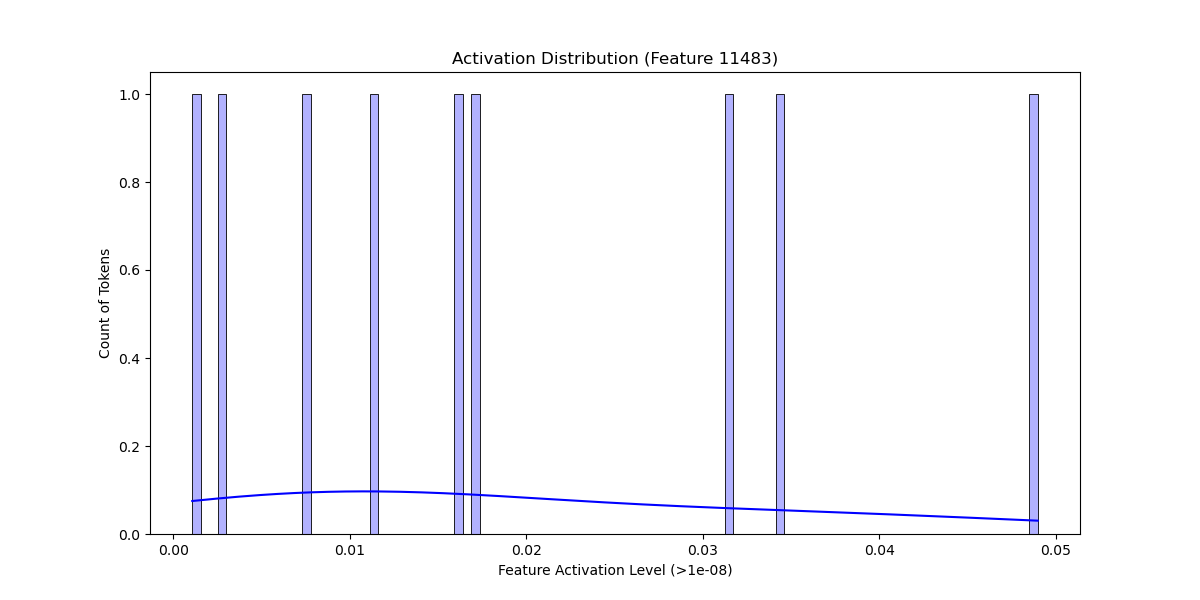 Activation Distribution (Feature 11483)
Count of Tokens
1.0
0.8
0.6
0.4
0.2
0.0
0.00 0.01 0.02 0.03 0.04 0.05
Feature Activation Level (>1e-08)